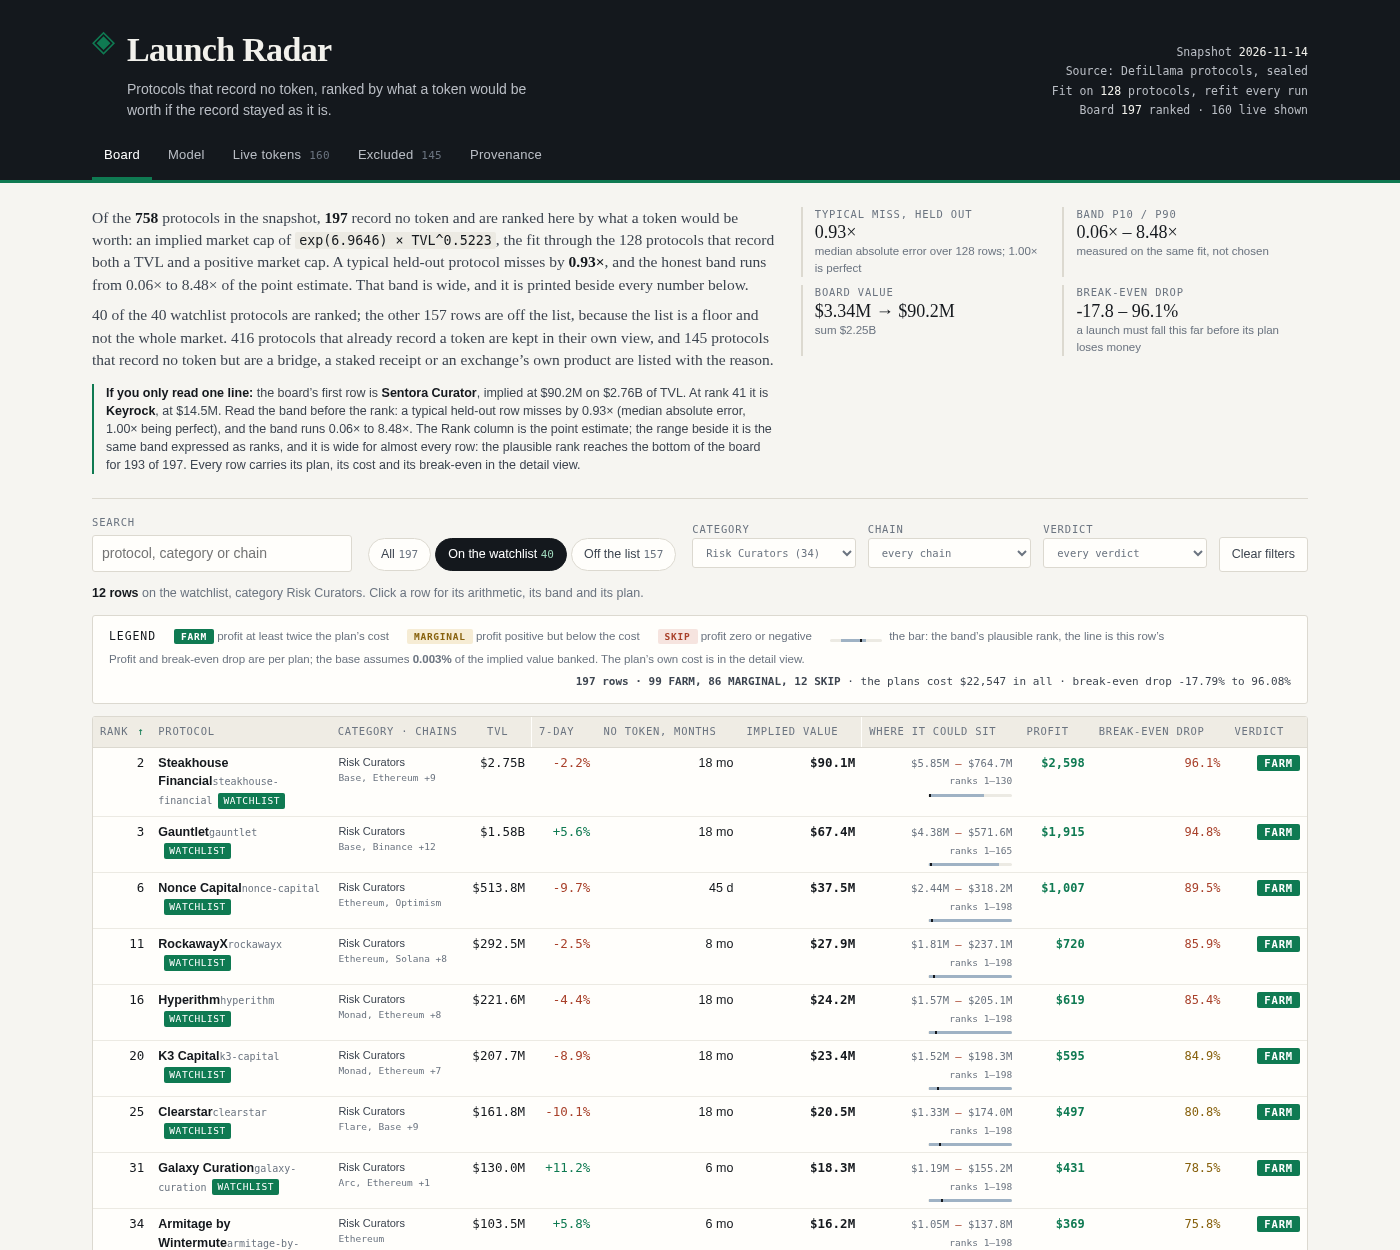 Launch Radar
Protocols that record no token, ranked by what a token would be
worth if the record stayed as it is.
Snapshot 2026-11-14
Source: DefiLlama protocols, sealed
Fit on 128 protocols, refit every run
Board 197 ranked · 160 live shown
Board Model Live tokens 160 Excluded 145 Provenance
Of the 758 protocols in the snapshot, 197 record no token and are ranked here by what a token would be
worth: an implied market cap of exp(6.9646) × TVL^0.5223, the fit through the 128 protocols that record
both a TVL and a positive market cap. A typical held-out protocol misses by 0.93×, and the honest band runs
from 0.06× to 8.48× of the point estimate. That band is wide, and it is printed beside every number below.
40 of the 40 watchlist protocols are ranked; the other 157 rows are off the list, because the list is a floor and
not the whole market. 416 protocols that already record a token are kept in their own view, and 145 protocols
that record no token but are a bridge, a staked receipt or an exchange's own product are listed with the reason.
If you only read one line: the board's first row is Sentora Curator, implied at $90.2M on $2.76B of TVL. At rank 41 it is
Keyrock, at $14.5M. Read the band before the rank: a typical held-out row misses by 0.93× (median absolute error,
1.00× being perfect), and the band runs 0.06× to 8.48×. The Rank column is the point estimate; the range beside it is the
same band expressed as ranks, and it is wide for almost every row: the plausible rank reaches the bottom of the board
for 193 of 197. Every row carries its plan, its cost and its break-even in the detail view.
TYPICAL MISS, HELD OUT
0.93×
median absolute error over 128 rows; 1.00×
is perfect
BAND P10 / P90
0.06× – 8.48×
measured on the same fit, not chosen
BOARD VALUE
$3.34M → $90.2M
sum $2.25B
BREAK-EVEN DROP
-17.8 – 96.1%
a launch must fall this far before its plan
loses money
SEARCH
protocol, category or chain
All 197 On the watchlist 40 Off the list 157
CATEGORY
Risk Curators (34)
CHAIN
every chain
VERDICT
every verdict
Clear filters
12 rows on the watchlist, category Risk Curators. Click a row for its arithmetic, its band and its plan.
LEGEND FARM profit at least twice the plan's cost MARGINAL profit positive but below the cost SKIP profit zero or negative the bar: the band's plausible rank, the line is this row's
Profit and break-even drop are per plan; the base assumes 0.003% of the implied value banked. The plan's own cost is in the detail view.
197 rows · 99 FARM, 86 MARGINAL, 12 SKIP · the plans cost $22,547 in all · break-even drop -17.79% to 96.08%
RANK ↑ PROTOCOL CATEGORY · CHAINS TVL 7-DAY NO TOKEN, MONTHS IMPLIED VALUE WHERE IT COULD SIT PROFIT BREAK-EVEN DROP VERDICT
2 Steakhouse Risk Curators $2.75B -2.2% 18 mo $90.1M $5.85M – $764.7M $2,598 96.1% FARM
Financialsteakhouse- Base, Ethereum +9 ranks 1–130
financial WATCHLIST
3 Gauntletgauntlet Risk Curators $1.58B +5.6% 18 mo $67.4M $4.38M – $571.6M $1,915 94.8% FARM
WATCHLIST Base, Binance +12 ranks 1–165
6 Nonce Capitalnonce-capital Risk Curators $513.8M -9.7% 45 d $37.5M $2.44M – $318.2M $1,007 89.5% FARM
WATCHLIST Ethereum, Optimism ranks 1–198
11 RockawayXrockawayx Risk Curators $292.5M -2.5% 8 mo $27.9M $1.81M – $237.1M $720 85.9% FARM
WATCHLIST Ethereum, Solana +8 ranks 1–198
16 Hyperithmhyperithm Risk Curators $221.6M -4.4% 18 mo $24.2M $1.57M – $205.1M $619 85.4% FARM
WATCHLIST Monad, Ethereum +8 ranks 1–198
20 K3 Capitalk3-capital Risk Curators $207.7M -8.9% 18 mo $23.4M $1.52M – $198.3M $595 84.9% FARM
WATCHLIST Monad, Ethereum +7 ranks 1–198
25 Clearstarclearstar Risk Curators $161.8M -10.1% 18 mo $20.5M $1.33M – $174.0M $497 80.8% FARM
WATCHLIST Flare, Base +9 ranks 1–198
31 Galaxy Curationgalaxy- Risk Curators $130.0M +11.2% 6 mo $18.3M $1.19M – $155.2M $431 78.5% FARM
curation WATCHLIST Arc, Ethereum +1 ranks 1–198
34 Armitage by Risk Curators $103.5M +5.8% 6 mo $16.2M $1.05M – $137.8M $369 75.8% FARM
Wintermutearmitage-by- Ethereum ranks 1–198